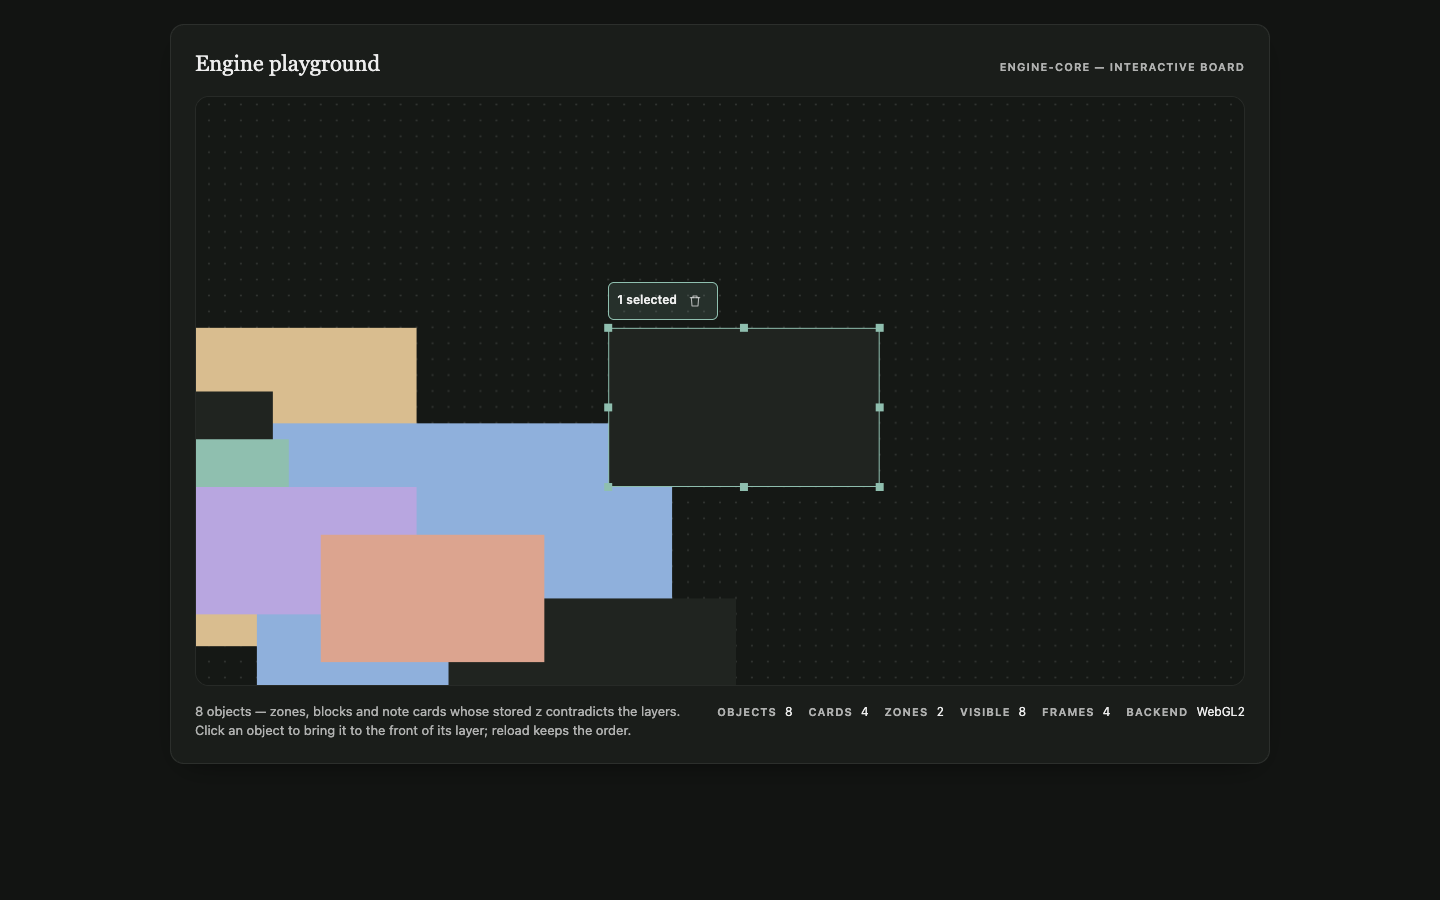 Engine playground
ENGINE-CORE — INTERACTIVE BOARD
1 selected
8 objects — zones, blocks and note cards whose stored z contradicts the layers.
Click an object to bring it to the front of its layer; reload keeps the order.
OBJECTS 8 CARDS 4 ZONES 2 VISIBLE 8 FRAMES 4 BACKEND WebGL2